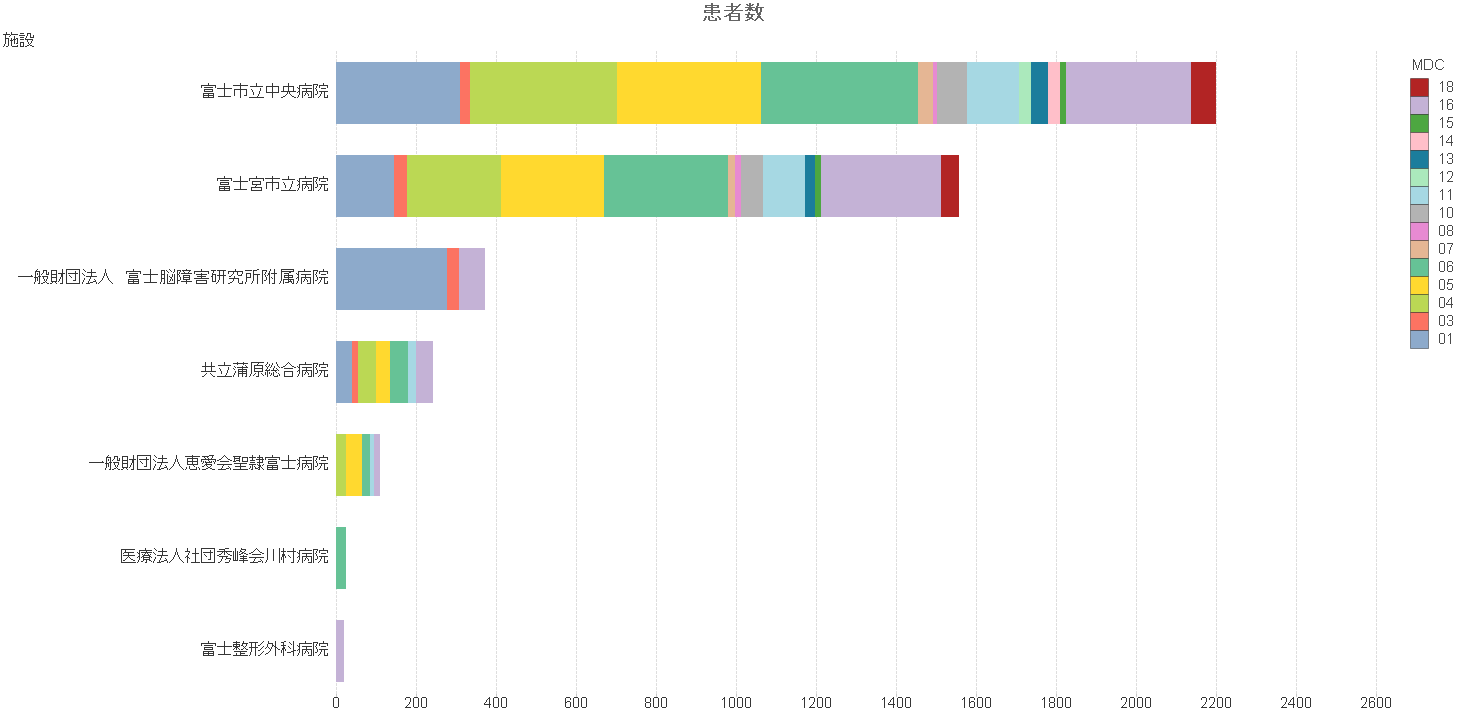 患者数
施設
富士市立中央病院
富士宮市立病院
一般財団法人　富士脳障害研究所附属病院
共立蒲原総合病院
一般財団法人恵愛会聖隷富士病院
医療法人社団秀峰会川村病院
富士整形外科病院
0 200 400 600 800 1000 1200 1400 1600 1800 2000 2200 2400 2600
MDC
18
16
15
14
13
12
11
10
08
07
06
05
04
03
01